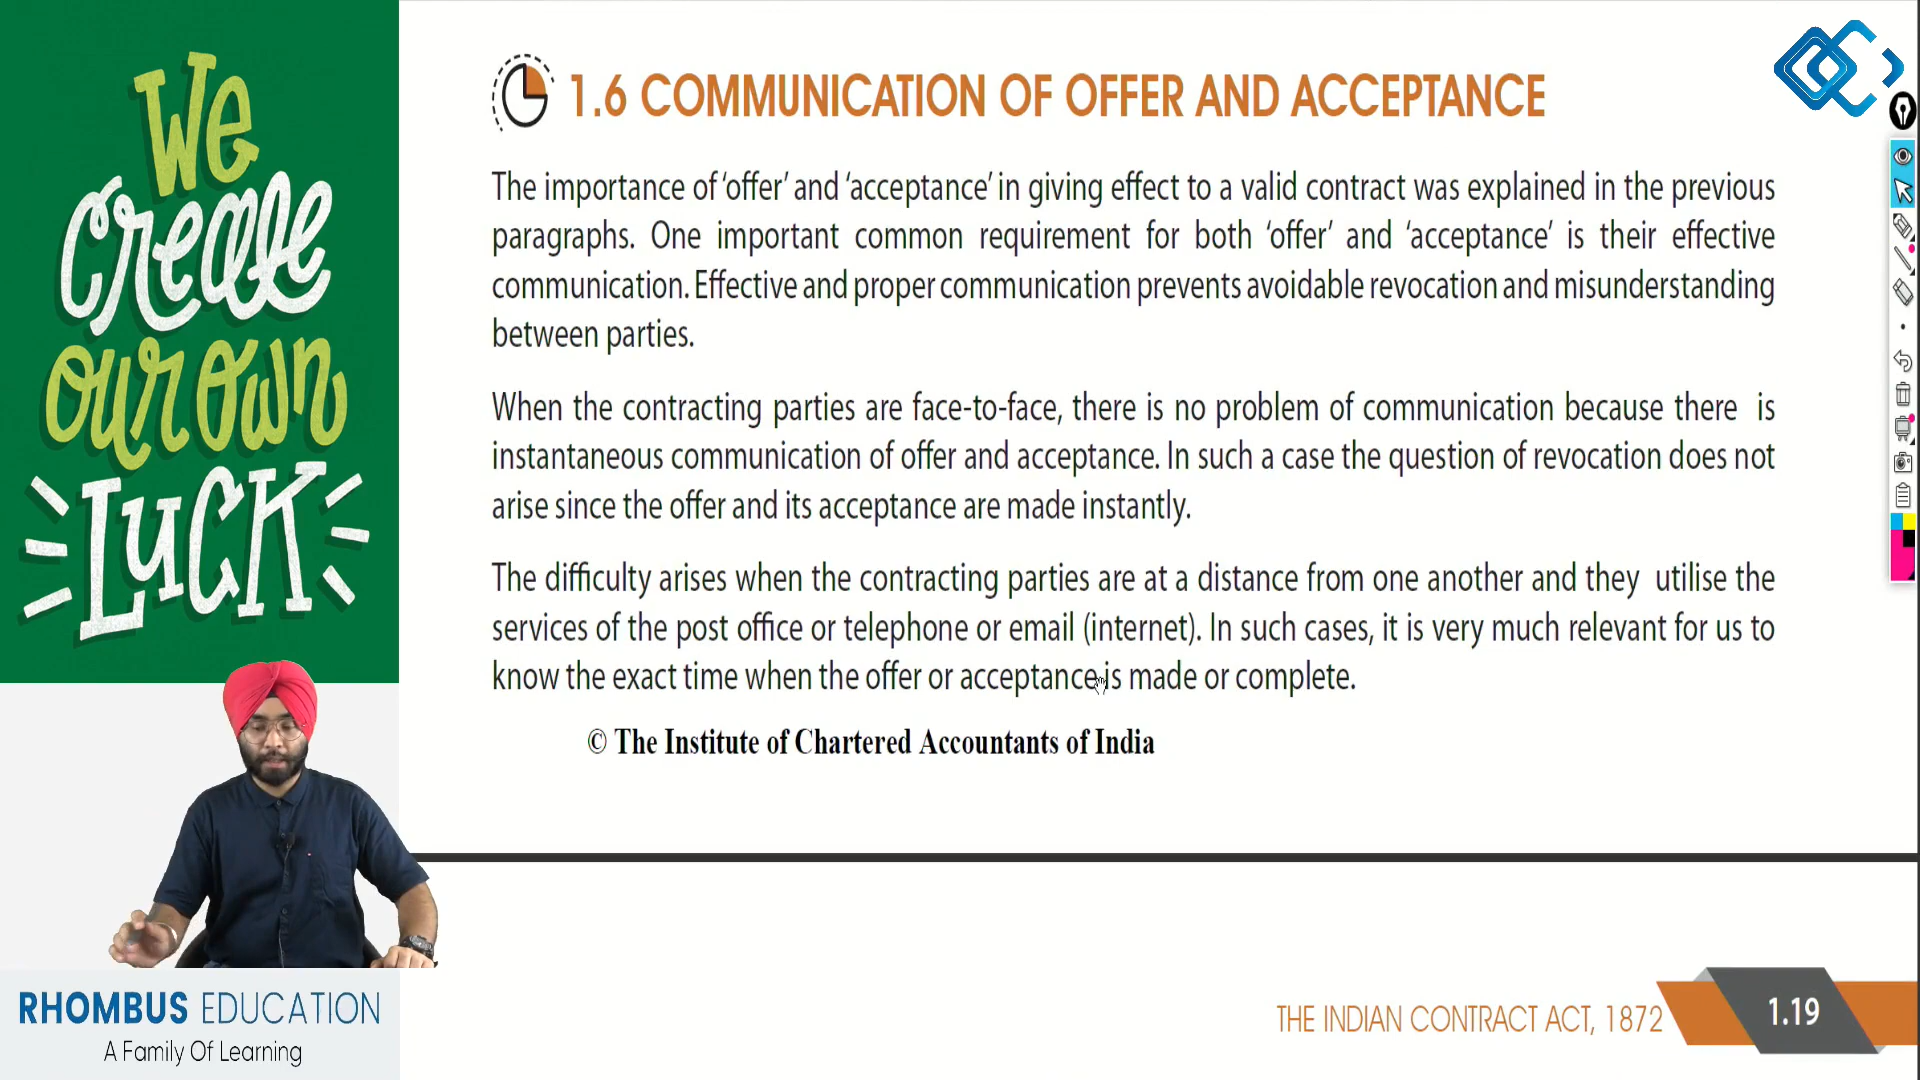 We
Create
our own
LUCK
RHOMBUS EDUCATION
A Family Of Learning
1.6 COMMUNICATION OF OFFER AND ACCEPTANCE
The importance of ‘offer’ and ‘acceptance’ in giving effect to a valid contract was explained in the previous
paragraphs. One important common requirement for both ‘offer’ and ‘acceptance’ is their effective
communication. Effective and proper communication prevents avoidable revocation and misunderstanding
between parties.
When the contracting parties are face-to-face, there is no problem of communication because there is
instantaneous communication of offer and acceptance. In such a case the question of revocation does not
arise since the offer and its acceptance are made instantly.
The difficulty arises when the contracting parties are at a distance from one another and they utilise the
services of the post office or telephone or email (internet). In such cases, it is very much relevant for us to
know the exact time when the offer or acceptance is made or complete.
© The Institute of Chartered Accountants of India
THE INDIAN CONTRACT ACT, 1872 1.19